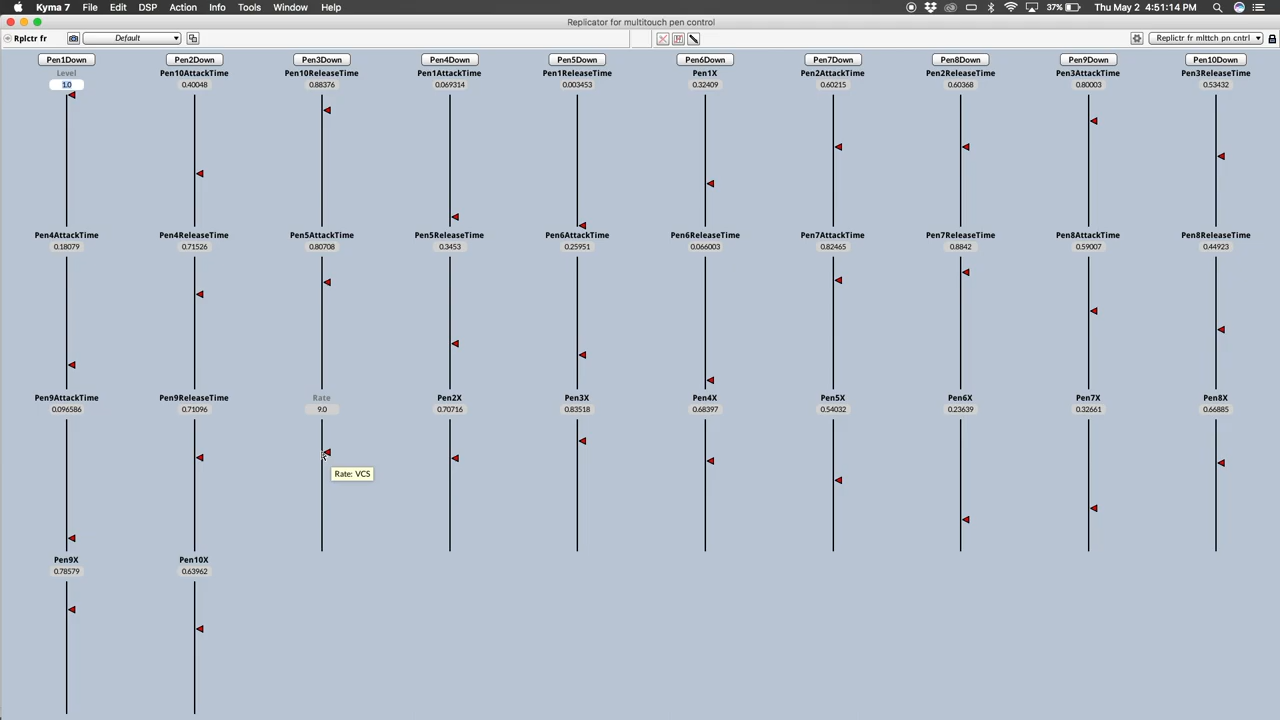 Kyma 7 File Edit DSP Action Info Tools Window Help 37% Thu May 2 4:51:14 PM
Replicator for multitouch pen control
Rplctr fr Default Replictr fr mlttch pn cntrl
Pen1Down Pen2Down Pen3Down Pen4Down Pen5Down Pen6Down Pen7Down Pen8Down Pen9Down Pen10Down
Level Pen10AttackTime Pen10ReleaseTime Pen1AttackTime Pen1ReleaseTime Pen1X Pen2AttackTime Pen2ReleaseTime Pen3AttackTime Pen3ReleaseTime
1.0 0.40048 0.88376 0.069314 0.003453 0.32409 0.60215 0.60368 0.80003 0.53432
Pen4AttackTime Pen4ReleaseTime Pen5AttackTime Pen5ReleaseTime Pen6AttackTime Pen6ReleaseTime Pen7AttackTime Pen7ReleaseTime Pen8AttackTime Pen8ReleaseTime
0.18079 0.71526 0.80708 0.3453 0.25951 0.066003 0.82465 0.8842 0.59007 0.44923
Pen9AttackTime Pen9ReleaseTime Rate Pen2X Pen3X Pen4X Pen5X Pen6X Pen7X Pen8X
0.096586 0.71096 9.0 0.70716 0.83518 0.68397 0.54032 0.23639 0.32661 0.66885
Rate: VCS
Pen9X Pen10X
0.78579 0.63962